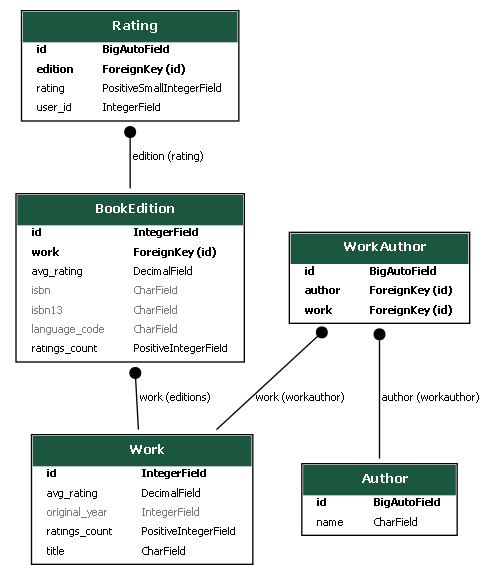 Rating
id BigAutoField
edition ForeignKey (id)
rating PositiveSmallIntegerField
user_id IntegerField
edition (rating)
BookEdition
id IntegerField
work ForeignKey (id)
avg_rating DecimalField
isbn CharField
isbn13 CharField
language_code CharField
ratings_count PositiveIntegerField
WorkAuthor
id BigAutoField
author ForeignKey (id)
work ForeignKey (id)
work (editions)
work (workauthor)
author (workauthor)
Work
id IntegerField
avg_rating DecimalField
original_year IntegerField
ratings_count PositiveIntegerField
title CharField
Author
id BigAutoField
name CharField